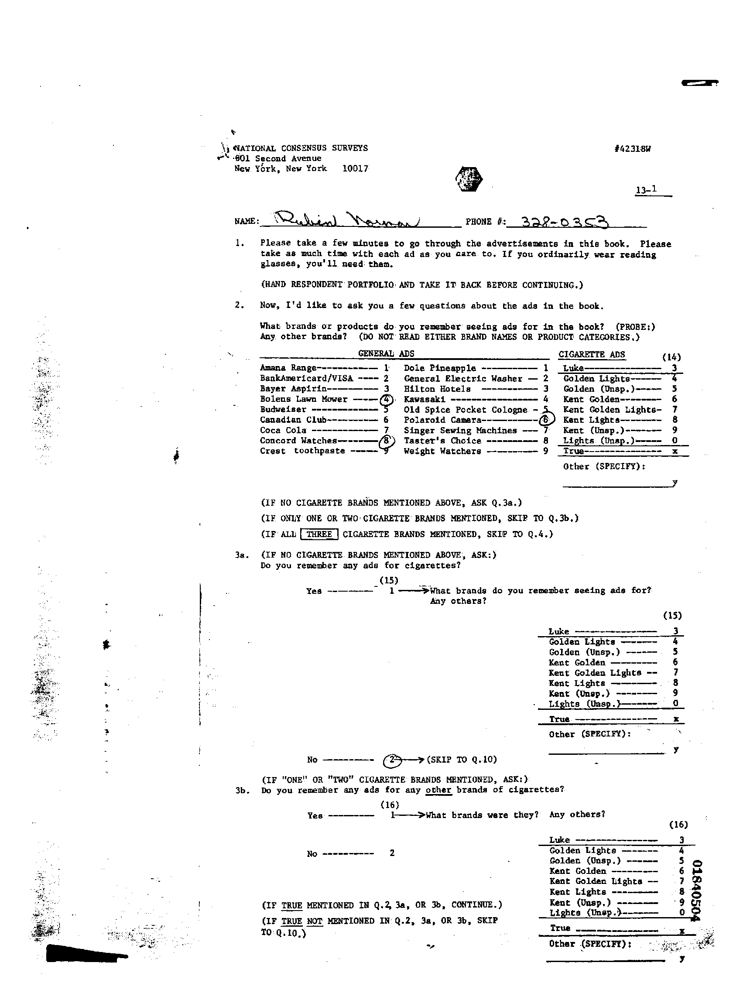 NATIONAL CONSENSUS SURVEYS #42318W
801 Second Avenue
New York, New York 10017
13-1
NAME: PHONE #: 328-0353
1. Please take a few minutes to go through the advertisements in this book. Please
take as much time with each ad as you care to. If you ordinarily wear reading
glasses, you'll need them.
(HAND RESPONDENT PORTFOLIO AND TAKE IT BACK BEFORE CONTINUING.)
2. Now, I'd like to ask you a few questions about the ads in the book.
What brands or products do you remember seeing ads for in the book? (PROBE:)
Any other brands? (DO NOT READ EITHER BRAND NAMES OR PRODUCT CATEGORIES.)
GENERAL ADS CIGARETTE ADS (14)
Amana Range----------- 1 Dole Pineapple ---------- 1 Luke--------------- 3
BankAmericard/VISA ---- 2 General Electric Washer -- 2 Golden Lights------ 4
Bayer Aspirin---------- 3 Hilton Hotels ----------- 3 Golden (Unsp.)----- 5
Bolens Lawn Mower ----- 4 Kawasaki ---------------- 4 Kent Golden-------- 6
Budweiser ------------- 5 Old Spice Pocket Cologne - 5 Kent Golden Lights- 7
Canadian Club---------- 6 Polaroid Camera---------- 6 Kent Lights-------- 8
Coca Cola ------------- 7 Singer Sewing Machines --- 7 Kent (Unsp.)------- 9
Concord Watches-------- 8 Taster's Choice ---------- 8 Lights (Unsp.)----- 0
Crest toothpaste ----- 9 Weight Watchers ---------- 9 True--------------- x
Other (SPECIFY):
y
(IF NO CIGARETTE BRANDS MENTIONED ABOVE, ASK Q.3a.)
(IF ONLY ONE OR TWO CIGARETTE BRANDS MENTIONED, SKIP TO Q.3b.)
(IF ALL THREE CIGARETTE BRANDS MENTIONED, SKIP TO Q.4.)
3a. (IF NO CIGARETTE BRANDS MENTIONED ABOVE, ASK:)
Do you remember any ads for cigarettes?
(15)
Yes --------- 1 ---->What brands do you remember seeing ads for?
Any others?
(15)
Luke ---------------- 3
Golden Lights ------- 4
Golden (Unsp.) ------ 5
Kent Golden --------- 6
Kent Golden Lights -- 7
Kent Lights --------- 8
Kent (Unsp.) -------- 9
Lights (Unsp.)------- 0
True ---------------- x
Other (SPECIFY):
y
No --------- 2 --> (SKIP TO Q.10)
(IF "ONE" OR "TWO" CIGARETTE BRANDS MENTIONED, ASK:)
3b. Do you remember any ads for any other brands of cigarettes?
(16)
Yes --------- 1---->What brands were they? Any others?
(16)
Luke ---------------- 3
No ---------- 2 Golden Lights ------- 4
Golden (Unsp.) ------ 5
Kent Golden --------- 6
Kent Golden Lights -- 7
Kent Lights --------- 8
(IF TRUE MENTIONED IN Q.2, 3a, OR 3b, CONTINUE.) Kent (Unsp.) -------- 9
(IF TRUE NOT MENTIONED IN Q.2, 3a, OR 3b, SKIP Lights (Unsp.)------- 0
TO Q.10.) True ---------------- x
Other (SPECIFY):
y
01840504